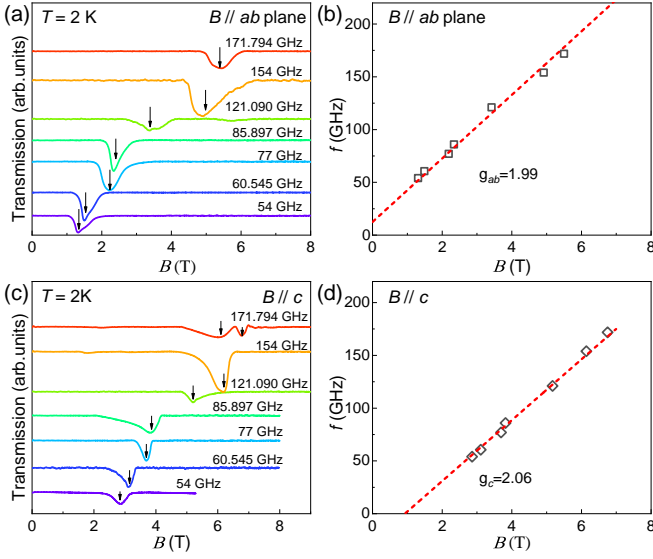 (a)
T = 2 K
B // ab plane
171.794 GHz
154 GHz
121.090 GHz
85.897 GHz
77 GHz
60.545 GHz
54 GHz
Transmission (arb.units)
0 2 4 6 8
B (T)
(b)
B // ab plane
200
150
100
50
0
f (GHz)
g_ab=1.99
0 2 4 6 8
B (T)
(c)
T = 2K
B // c
171.794 GHz
154 GHz
121.090 GHz
85.897 GHz
77 GHz
60.545 GHz
54 GHz
Transmission (arb.units)
0 2 4 6 8
B (T)
(d)
B // c
200
150
100
50
0
f (GHz)
g_c=2.06
0 2 4 6 8
B (T)